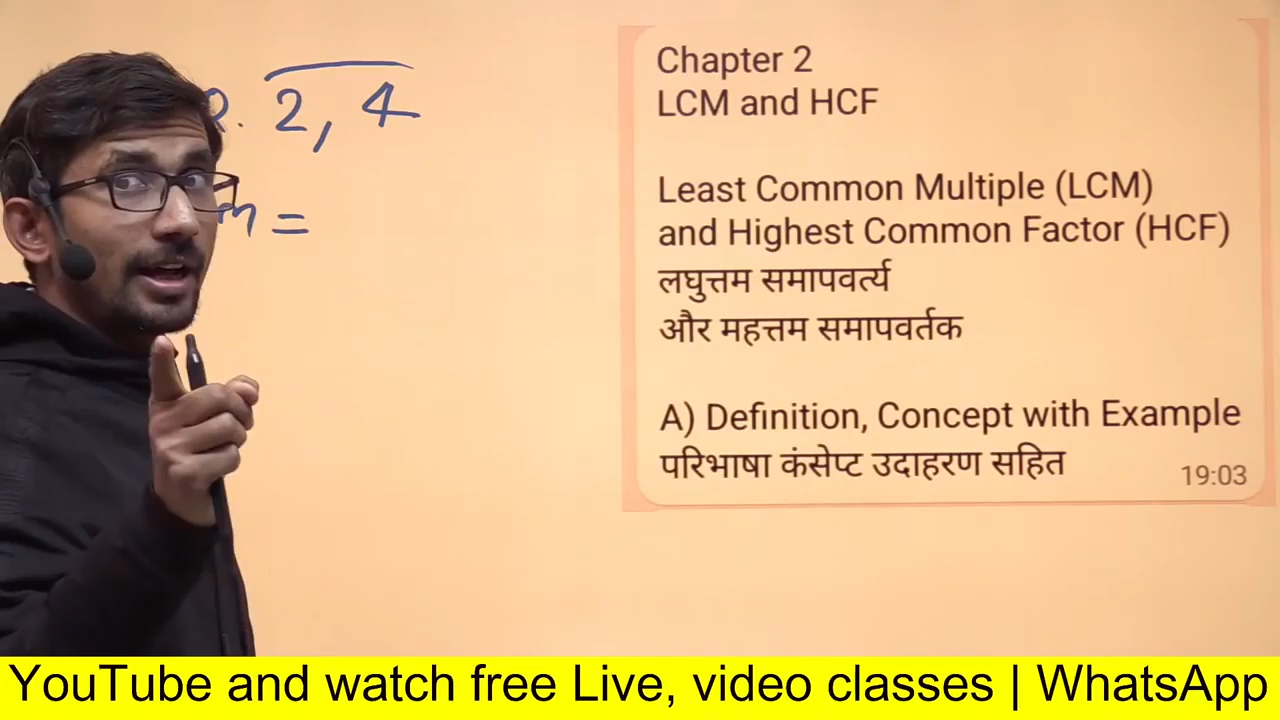 2, 4
=
Chapter 2
LCM and HCF
Least Common Multiple (LCM)
and Highest Common Factor (HCF)
लघुत्तम समापवर्त्य
और महत्तम समापवर्तक
A) Definition, Concept with Example
परिभाषा कंसेप्ट उदाहरण सहित
19:03
YouTube and watch free Live, video classes | WhatsApp